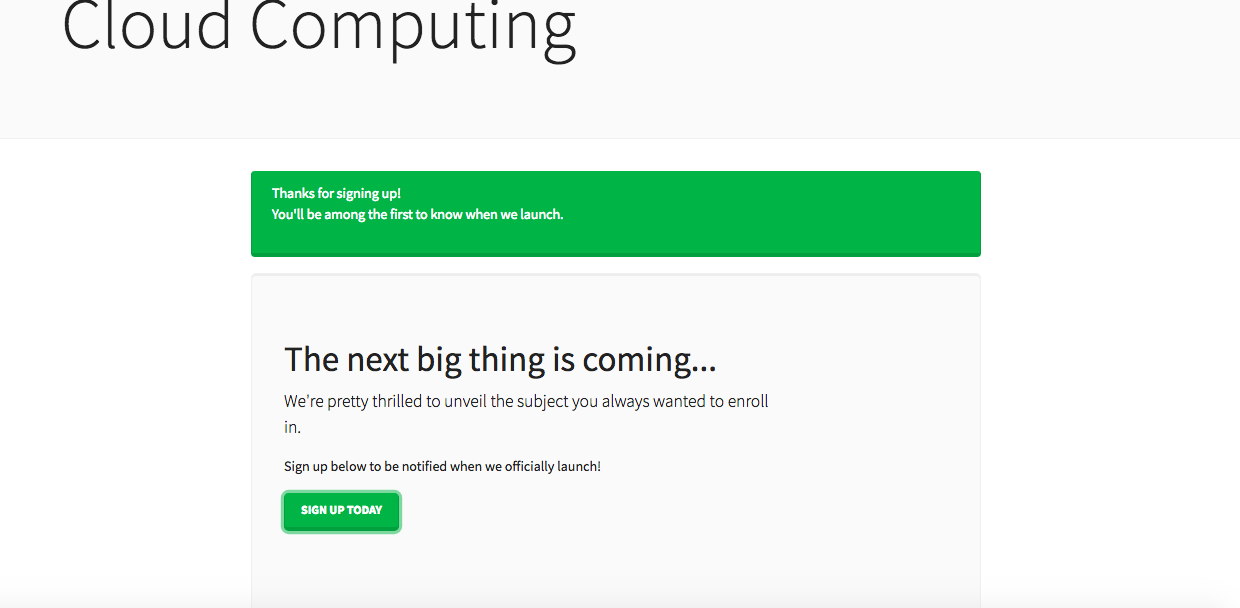 Cloud Computing
Thanks for signing up!
You'll be among the first to know when we launch.
The next big thing is coming...
We're pretty thrilled to unveil the subject you always wanted to enroll
in.
Sign up below to be notified when we officially launch!
SIGN UP TODAY